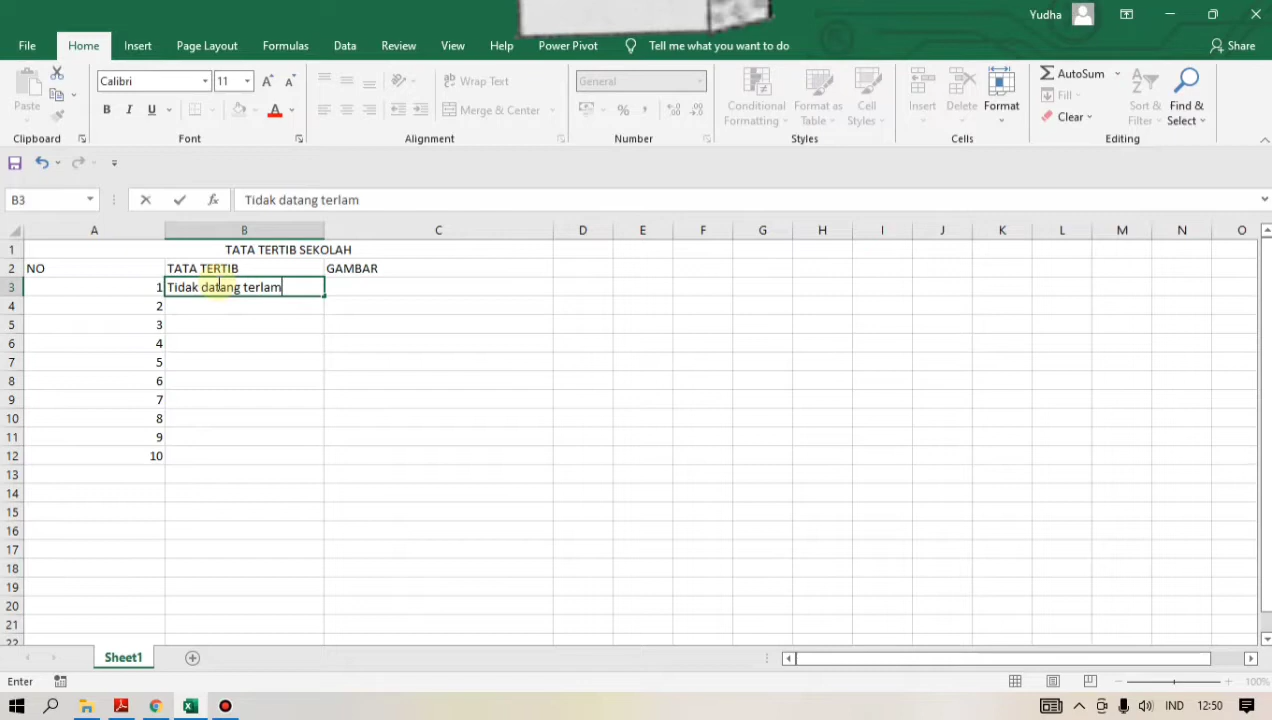 Yudha
File Home Insert Page Layout Formulas Data Review View Help Power Pivot Tell me what you want to do Share
Paste
Clipboard
Calibri 11
B I U
Font
Wrap Text
Merge & Center
Alignment
General
Number
Conditional Formatting
Format as Table
Cell Styles
Styles
Insert Delete Format
Cells
AutoSum
Fill
Clear
Sort & Filter
Find & Select
Editing
B3 fx Tidak datang terlam
A B C D E F G H I J K L M N O
1 TATA TERTIB SEKOLAH
2 NO TATA TERTIB GAMBAR
3 1 Tidak datang terlam
4 2
5 3
6 4
7 5
8 6
9 7
10 8
11 9
12 10
13
14
15
16
17
18
19
20
21
22
Sheet1
Enter 100%
IND 12:50